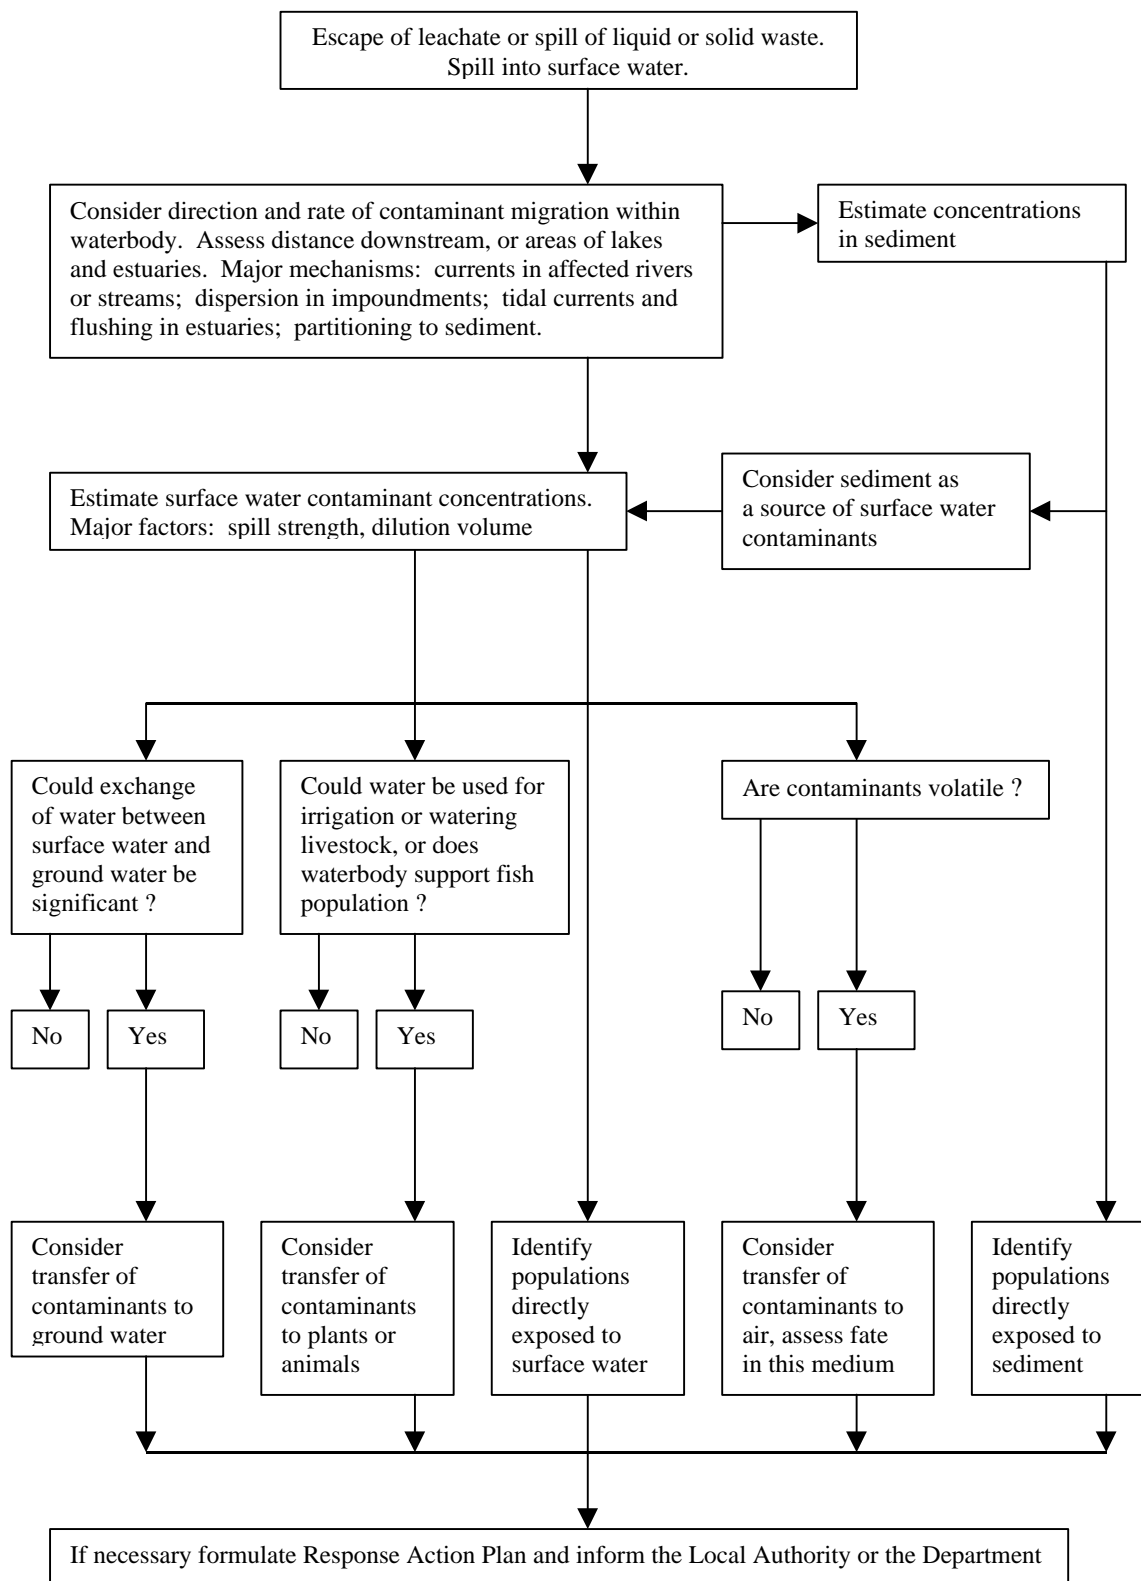 Escape of leachate or spill of liquid or solid waste.
Spill into surface water.
Consider direction and rate of contaminant migration within
waterbody.  Assess distance downstream, or areas of lakes
and estuaries.  Major mechanisms:  currents in affected rivers
or streams;  dispersion in impoundments;  tidal currents and
flushing in estuaries;  partitioning to sediment.
Estimate concentrations
in sediment
Estimate surface water contaminant concentrations.
Major factors:  spill strength, dilution volume
Consider sediment as
a source of surface water
contaminants
Could exchange
of water between
surface water and
ground water be
significant ?
Could water be used for
irrigation or watering
livestock, or does
waterbody support fish
population ?
Are contaminants volatile ?
No
Yes
No
Yes
No
Yes
Consider
transfer of
contaminants to
ground water
Consider
transfer of
contaminants
to plants or
animals
Identify
populations
directly
exposed to
surface water
Consider
transfer of
contaminants to
air, assess fate
in this medium
Identify
populations
directly
exposed to
sediment
If necessary formulate Response Action Plan and inform the Local Authority or the Department